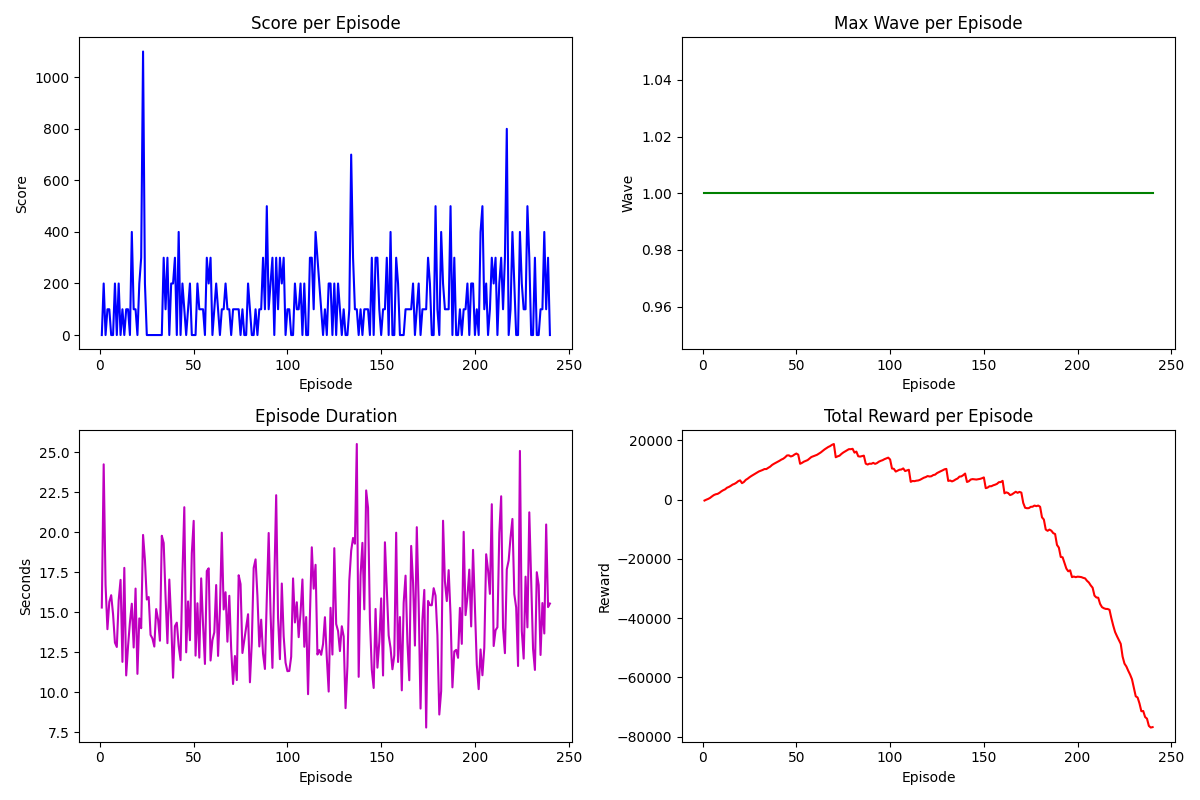 Score per Episode
Score
1000
800
600
400
200
0
0 50 100 150 200 250
Episode
Max Wave per Episode
Wave
1.04
1.02
1.00
0.98
0.96
0 50 100 150 200 250
Episode
Episode Duration
Seconds
25.0
22.5
20.0
17.5
15.0
12.5
10.0
7.5
0 50 100 150 200 250
Episode
Total Reward per Episode
Reward
20000
0
−20000
−40000
−60000
−80000
0 50 100 150 200 250
Episode